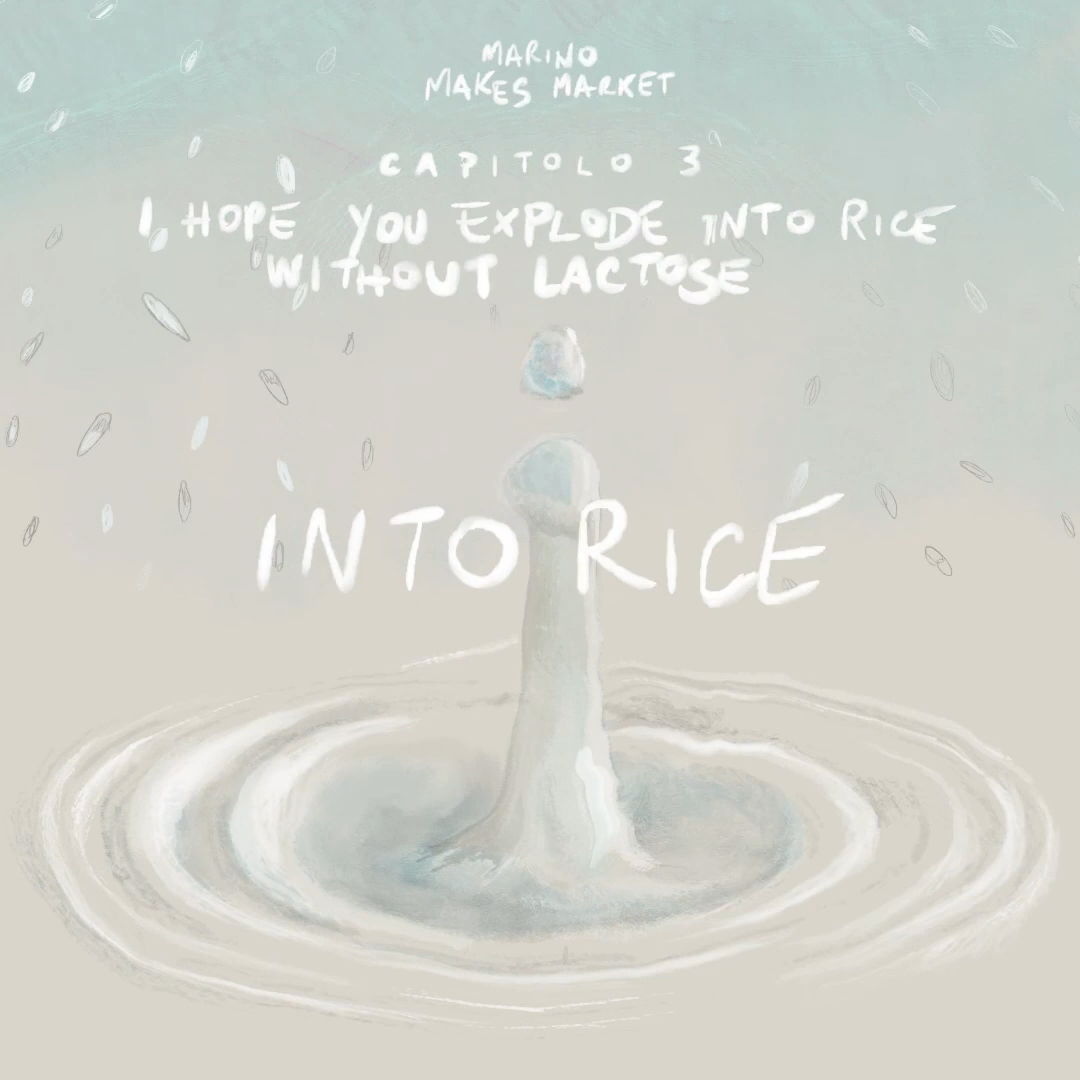 MARINO
MAKES MARKET
CAPITOLO 3
I HOPE YOU EXPLODE INTO RICE
WITHOUT LACTOSE
INTO RICE